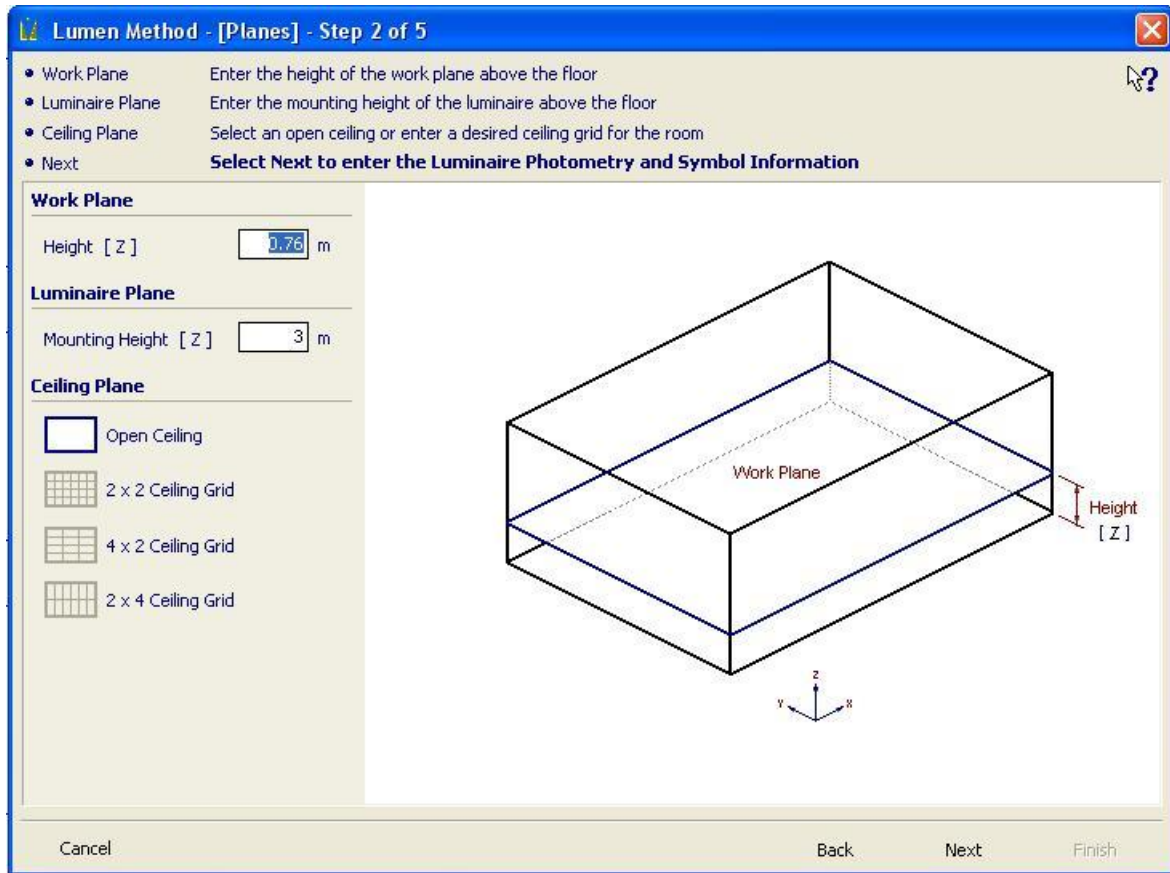 Lumen Method - [Planes] - Step 2 of 5
• Work Plane Enter the height of the work plane above the floor
• Luminaire Plane Enter the mounting height of the luminaire above the floor
• Ceiling Plane Select an open ceiling or enter a desired ceiling grid for the room
• Next Select Next to enter the Luminaire Photometry and Symbol Information
?
Work Plane
Height [ Z ] 0.76 m
Luminaire Plane
Mounting Height [ Z ] 3 m
Ceiling Plane
Open Ceiling
2 x 2 Ceiling Grid
4 x 2 Ceiling Grid
2 x 4 Ceiling Grid
Work Plane
Height
[ Z ]
Z
Y X
Cancel Back Next Finish